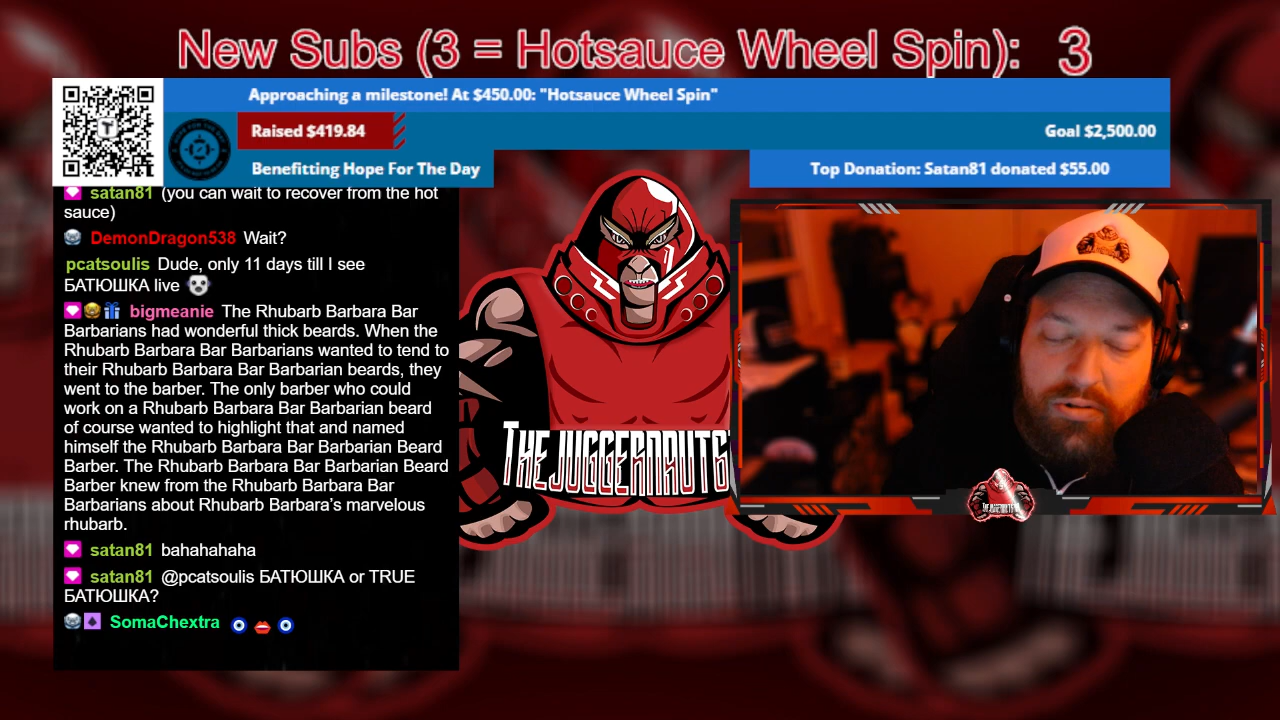 New Subs (3 = Hotsauce Wheel Spin): 3
Approaching a milestone! At $450.00: "Hotsauce Wheel Spin"
Raised $419.84
Goal $2,500.00
Benefitting Hope For The Day
Top Donation: Satan81 donated $55.00
satan81 (you can wait to recover from the hot
sauce)
DemonDragon538 Wait?
pcatsoulis Dude, only 11 days till I see
БАТЮШКА live
bigmeanie The Rhubarb Barbara Bar
Barbarians had wonderful thick beards. When the
Rhubarb Barbara Bar Barbarians wanted to tend to
their Rhubarb Barbara Bar Barbarian beards, they
went to the barber. The only barber who could
work on a Rhubarb Barbara Bar Barbarian beard
of course wanted to highlight that and named
himself the Rhubarb Barbara Bar Barbarian Beard
Barber. The Rhubarb Barbara Bar Barbarian Beard
Barber knew from the Rhubarb Barbara Bar
Barbarians about Rhubarb Barbara’s marvelous
rhubarb.
satan81 bahahahaha
satan81 @pcatsoulis БАТЮШКА or TRUE
БАТЮШКА?
SomaChextra
THEJUGGERNAUT6